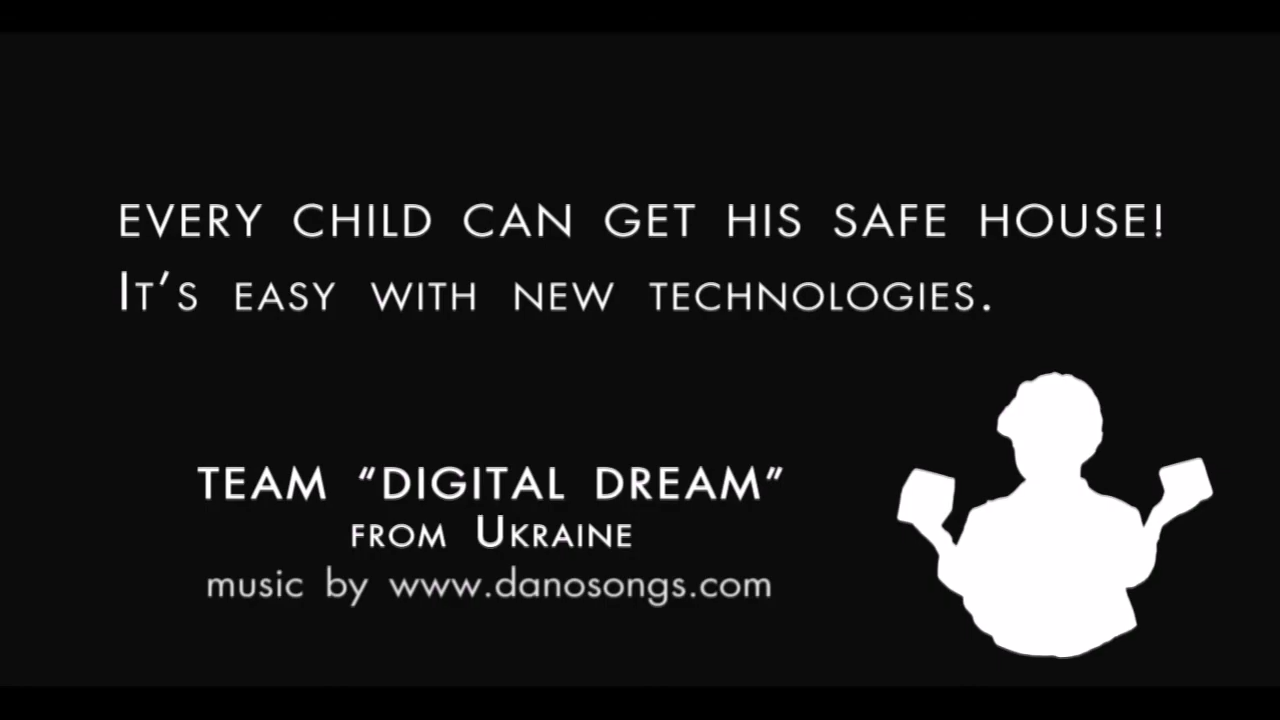 EVERY CHILD CAN GET HIS SAFE HOUSE!
IT’S EASY WITH NEW TECHNOLOGIES.
TEAM “DIGITAL DREAM”
FROM UKRAINE
music by www.danosongs.com